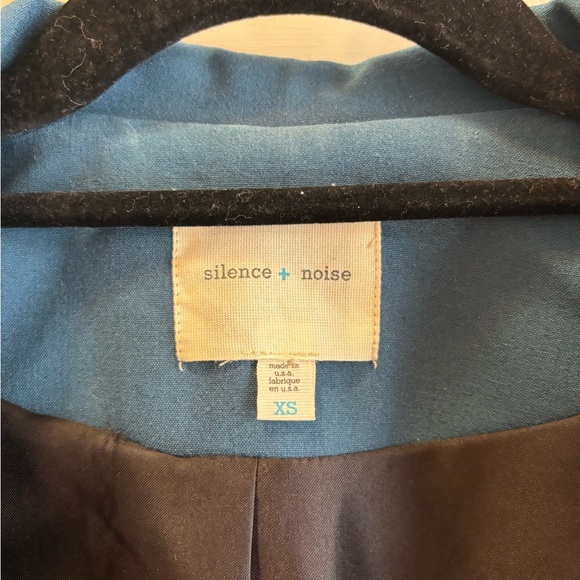 silence + noise
made in
u.s.a.
fabrique
en u.s.a.
XS